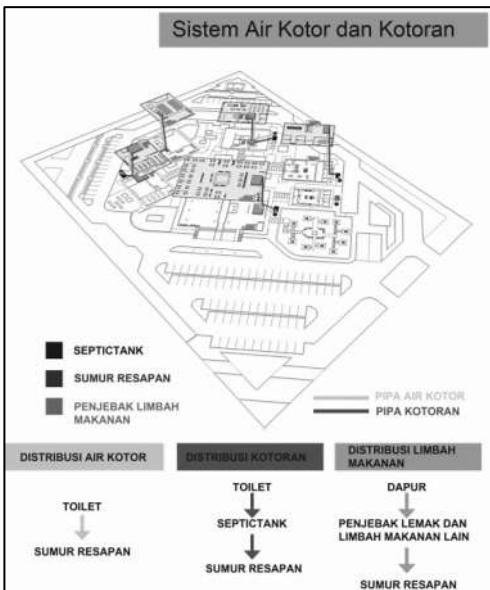 Sistem Air Kotor dan Kotoran
SEPTICTANK
SUMUR RESAPAN
PENJEBAK LIMBAH
MAKANAN
PIPA AIR KOTOR
PIPA KOTORAN
DISTRIBUSI AIR KOTOR
TOILET
SUMUR RESAPAN
DISTRIBUSI KOTORAN
TOILET
SEPTICTANK
SUMUR RESAPAN
DISTRIBUSI LIMBAH
MAKANAN
DAPUR
PENJEBAK LEMAK DAN
LIMBAH MAKANAN LAIN
SUMUR RESAPAN